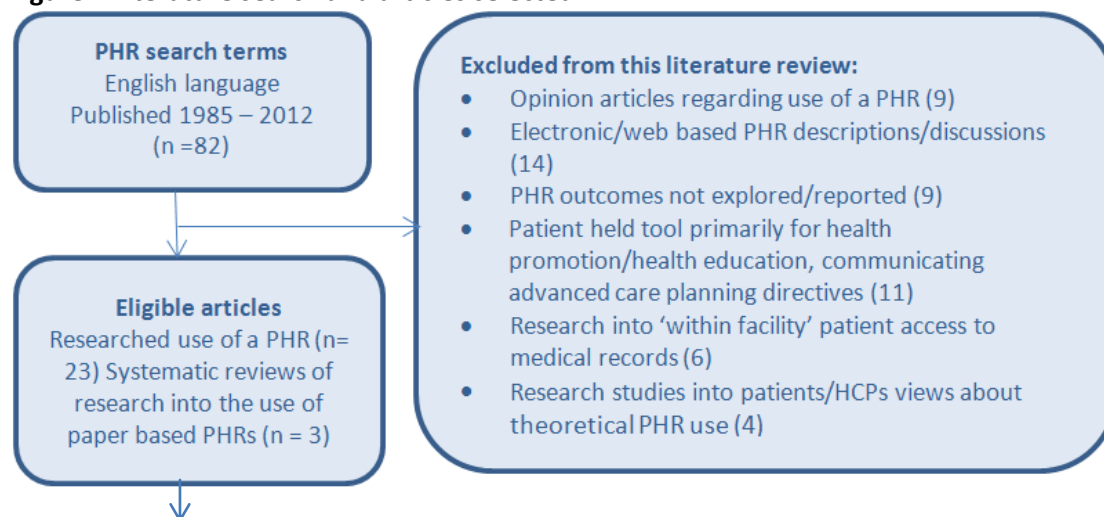 PHR search terms
English language
Published 1985 – 2012
(n =82)
Excluded from this literature review:
• Opinion articles regarding use of a PHR (9)
• Electronic/web based PHR descriptions/discussions
(14)
• PHR outcomes not explored/reported (9)
• Patient held tool primarily for health
promotion/health education, communicating
advanced care planning directives (11)
• Research into ‘within facility’ patient access to
medical records (6)
• Research studies into patients/HCPs views about
theoretical PHR use (4)
Eligible articles
Researched use of a PHR (n=
23) Systematic reviews of
research into the use of
paper based PHRs (n = 3)